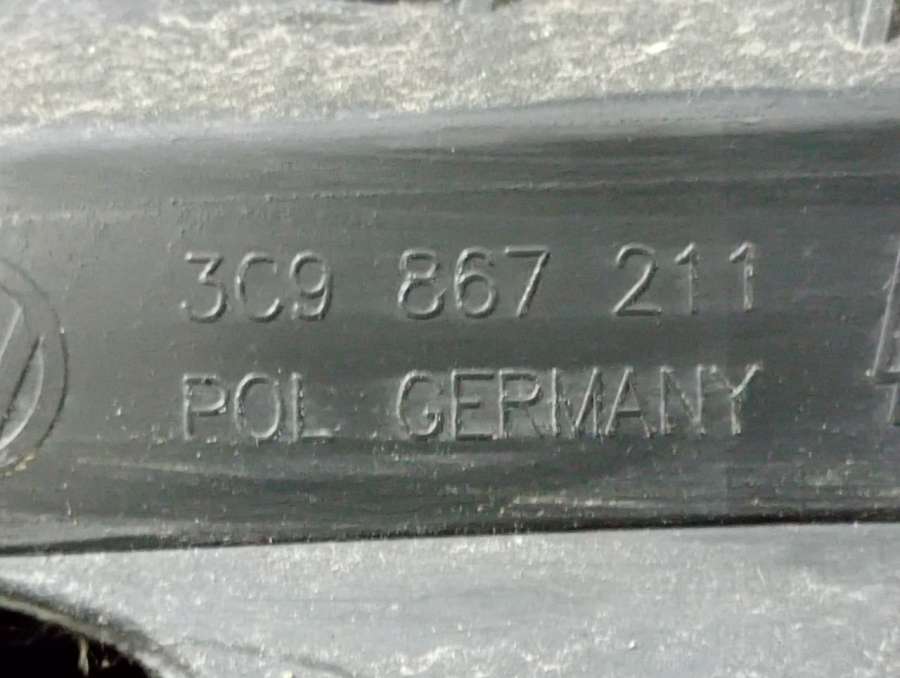 3C9 867 211
POL GERMANY